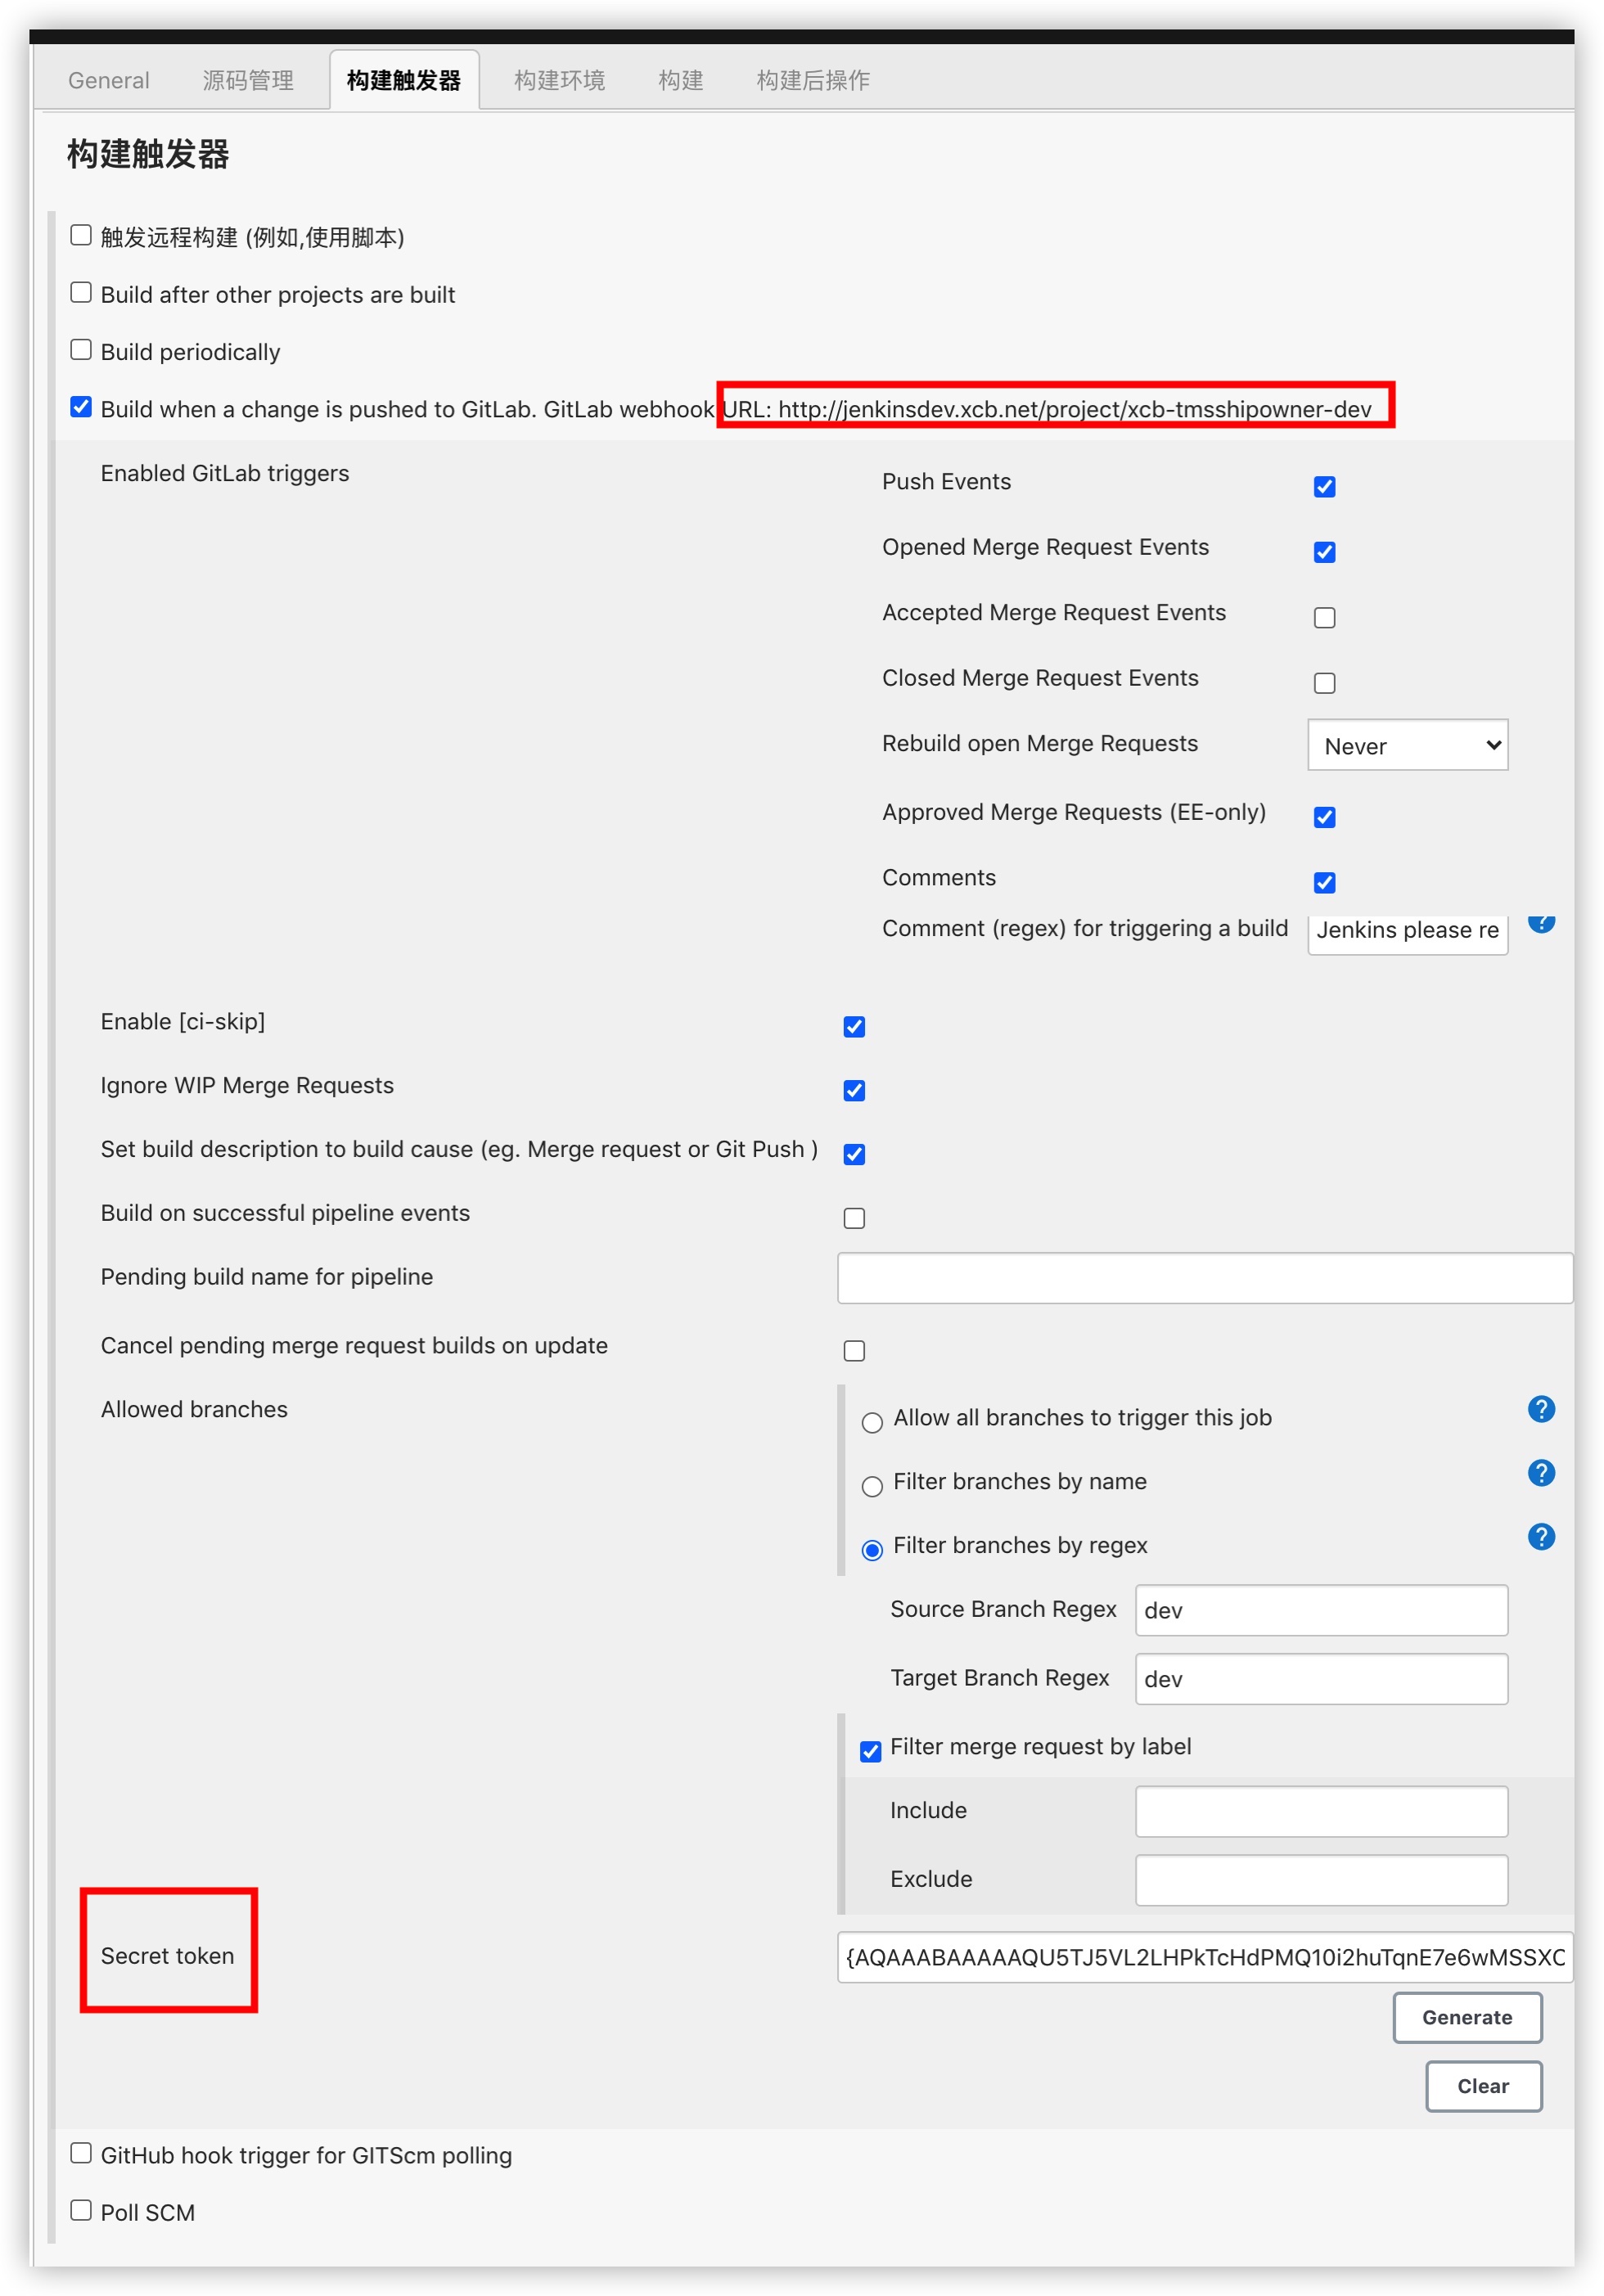 General 源码管理 构建触发器 构建环境 构建 构建后操作
构建触发器
触发远程构建 (例如,使用脚本)
Build after other projects are built
Build periodically
Build when a change is pushed to GitLab. GitLab webhook URL: http://jenkinsdev.xcb.net/project/xcb-tmsshipowner-dev
Enabled GitLab triggers
Push Events
Opened Merge Request Events
Accepted Merge Request Events
Closed Merge Request Events
Rebuild open Merge Requests Never
Approved Merge Requests (EE-only)
Comments
Comment (regex) for triggering a build Jenkins please re ?
Enable [ci-skip]
Ignore WIP Merge Requests
Set build description to build cause (eg. Merge request or Git Push )
Build on successful pipeline events
Pending build name for pipeline
Cancel pending merge request builds on update
Allowed branches
Allow all branches to trigger this job ?
Filter branches by name ?
Filter branches by regex ?
Source Branch Regex dev
Target Branch Regex dev
Filter merge request by label
Include
Exclude
Secret token {AQAAABAAAAAQU5TJ5VL2LHPkTcHdPMQ10i2huTqnE7e6wMSSXC
Generate
Clear
GitHub hook trigger for GITScm polling
Poll SCM